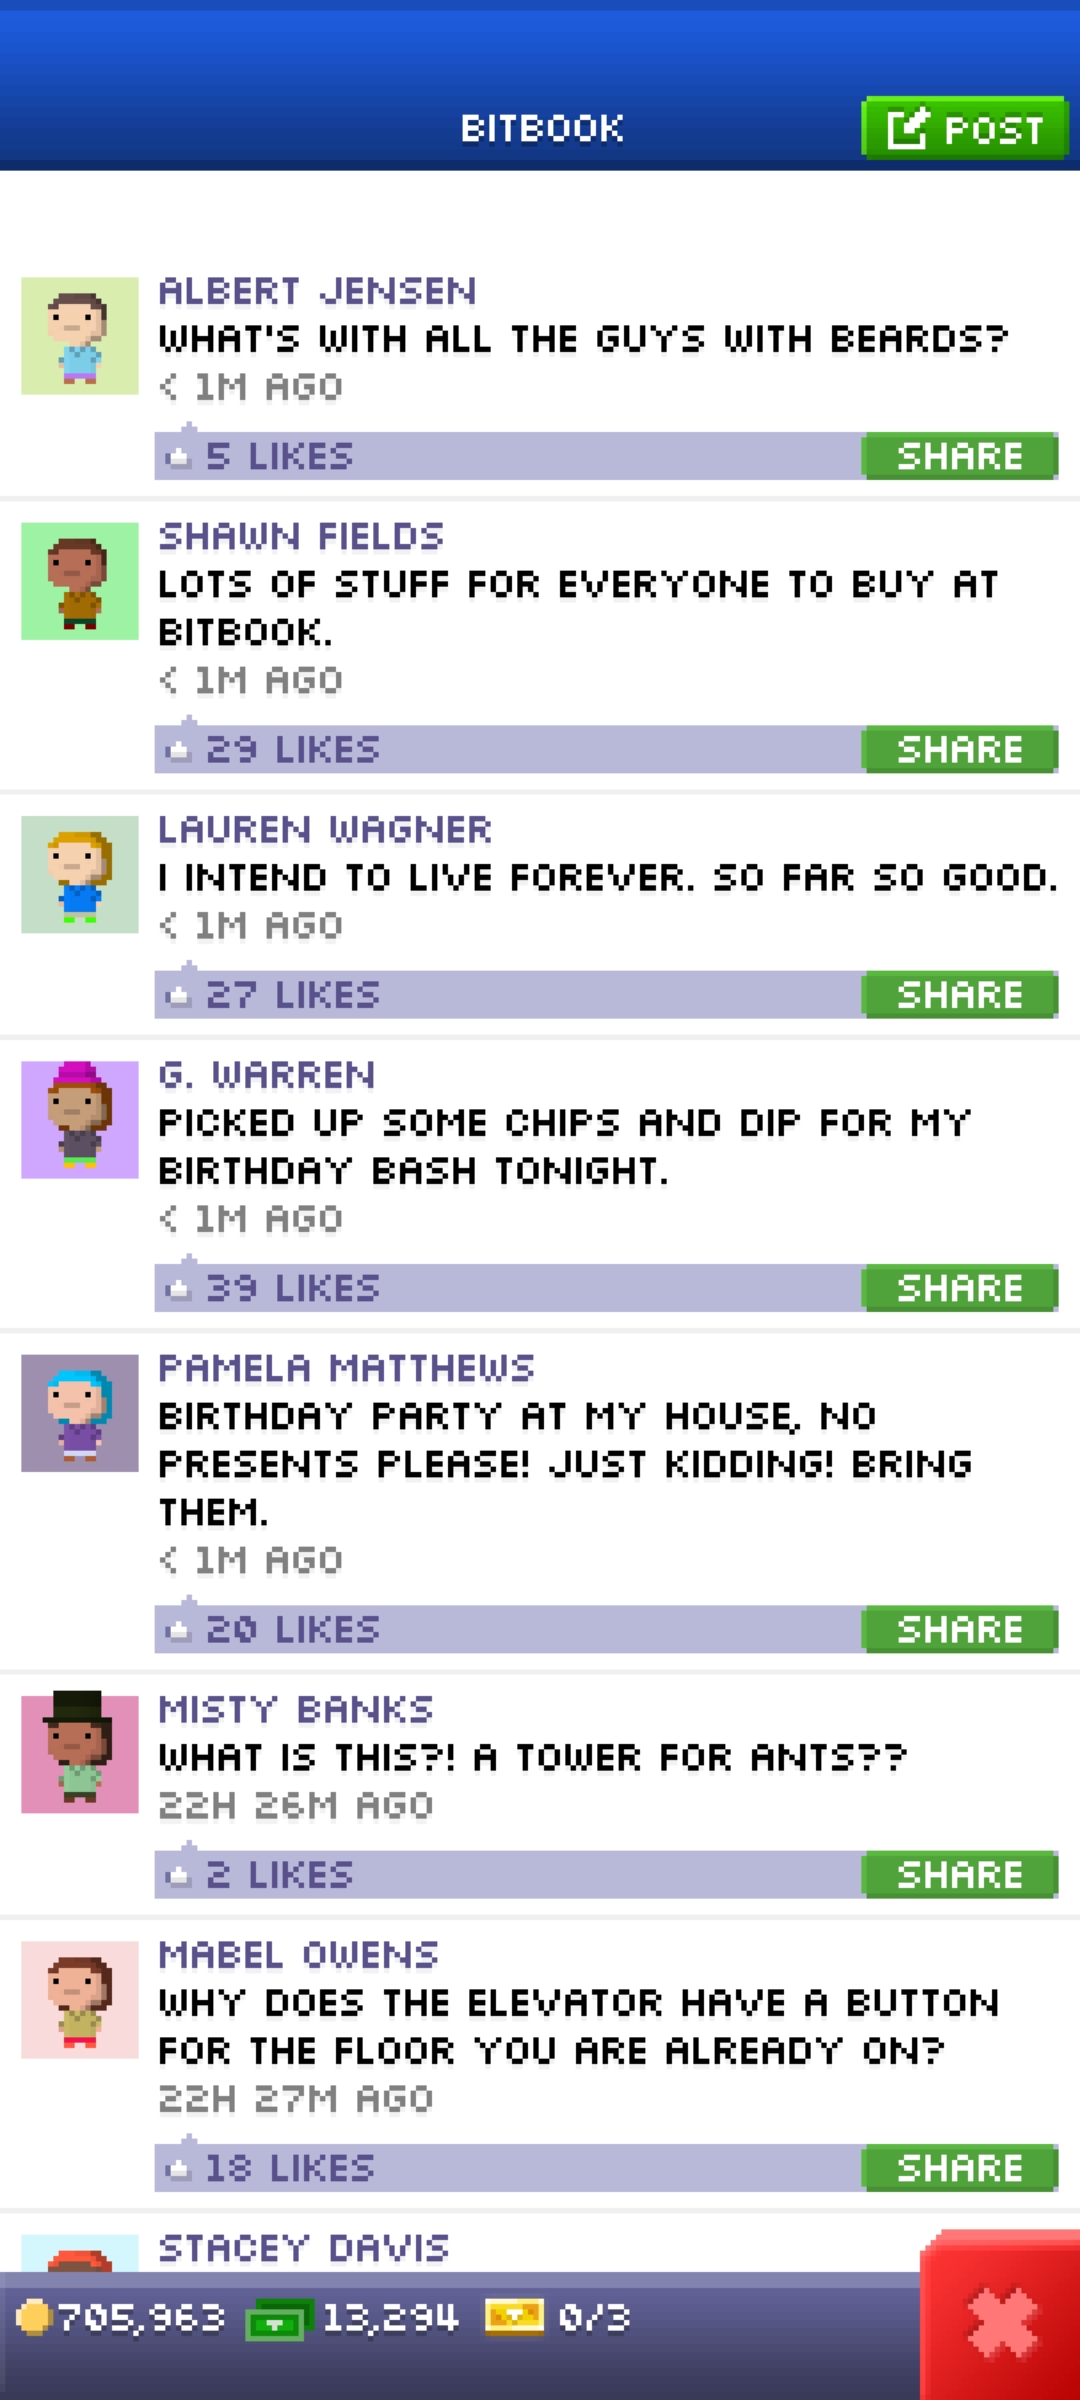 BITBOOK
POST
ALBERT JENSEN
WHAT'S WITH ALL THE GUYS WITH BEARDS?
< 1M AGO
5 LIKES
SHARE
SHAWN FIELDS
LOTS OF STUFF FOR EVERYONE TO BUY AT
BITBOOK.
< 1M AGO
29 LIKES
SHARE
LAUREN WAGNER
I INTEND TO LIVE FOREVER. SO FAR SO GOOD.
< 1M AGO
27 LIKES
SHARE
G. WARREN
PICKED UP SOME CHIPS AND DIP FOR MY
BIRTHDAY BASH TONIGHT.
< 1M AGO
39 LIKES
SHARE
PAMELA MATTHEWS
BIRTHDAY PARTY AT MY HOUSE, NO
PRESENTS PLEASE! JUST KIDDING! BRING
THEM.
< 1M AGO
20 LIKES
SHARE
MISTY BANKS
WHAT IS THIS?! A TOWER FOR ANTS??
22H 26M AGO
2 LIKES
SHARE
MABEL OWENS
WHY DOES THE ELEVATOR HAVE A BUTTON
FOR THE FLOOR YOU ARE ALREADY ON?
22H 27M AGO
18 LIKES
SHARE
STACEY DAVIS
705,963 13,294 0/3